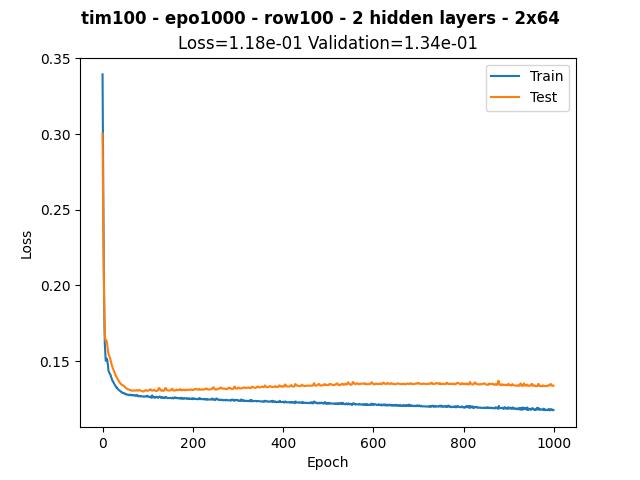 tim100 - epo1000 - row100 - 2 hidden layers - 2x64
Loss=1.18e-01 Validation=1.34e-01
0.35
0.30
0.25
0.20
0.15
Loss
Train
Test
0 200 400 600 800 1000
Epoch